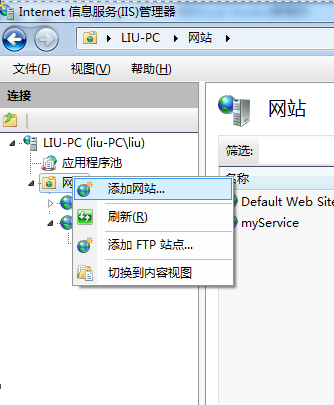 Internet 信息服务(IIS)管理器
LIU-PC
网站
文件(F)
视图(V)
帮助(H)
连接
LIU-PC (liu-PC\liu)
应用程序池
添加网站...
刷新(R)
添加 FTP 站点...
切换到内容视图
网站
筛选:
名称
Default Web Site
myService